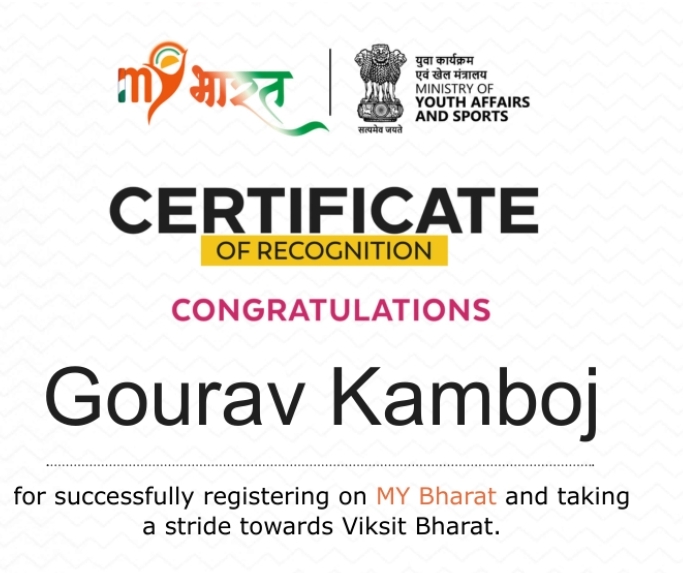 my भारत
युवा कार्यक्रम
एवं खेल मंत्रालय
MINISTRY OF
YOUTH AFFAIRS
AND SPORTS
सत्यमेव जयते
CERTIFICATE
OF RECOGNITION
CONGRATULATIONS
Gourav Kamboj
for successfully registering on MY Bharat and taking
a stride towards Viksit Bharat.